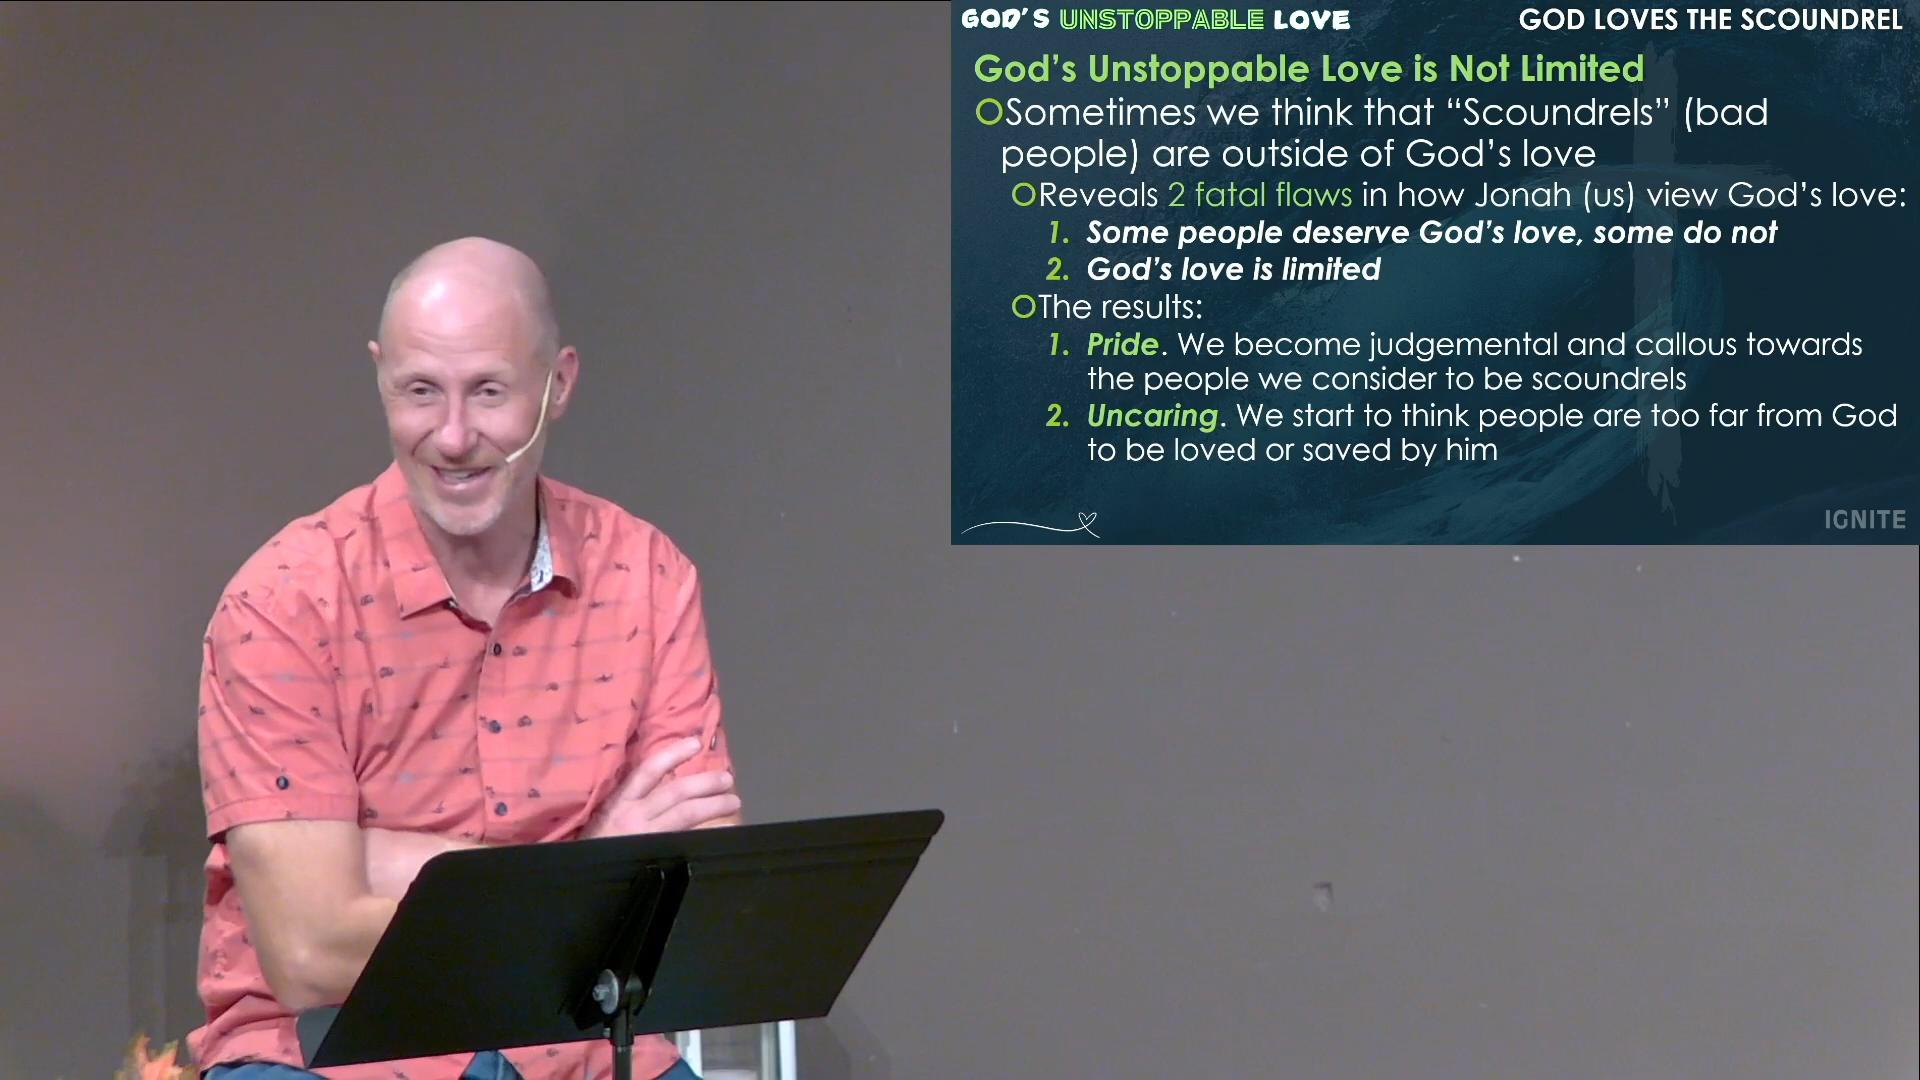 GOD'S UNSTOPPABLE LOVE
GOD LOVES THE SCOUNDREL
God's Unstoppable Love is Not Limited
Sometimes we think that “Scoundrels” (bad
people) are outside of God's love
Reveals 2 fatal flaws in how Jonah (us) view God's love:
1. Some people deserve God's love, some do not
2. God's love is limited
The results:
1. Pride. We become judgemental and callous towards
the people we consider to be scoundrels
2. Uncaring. We start to think people are too far from God
to be loved or saved by him
IGNITE